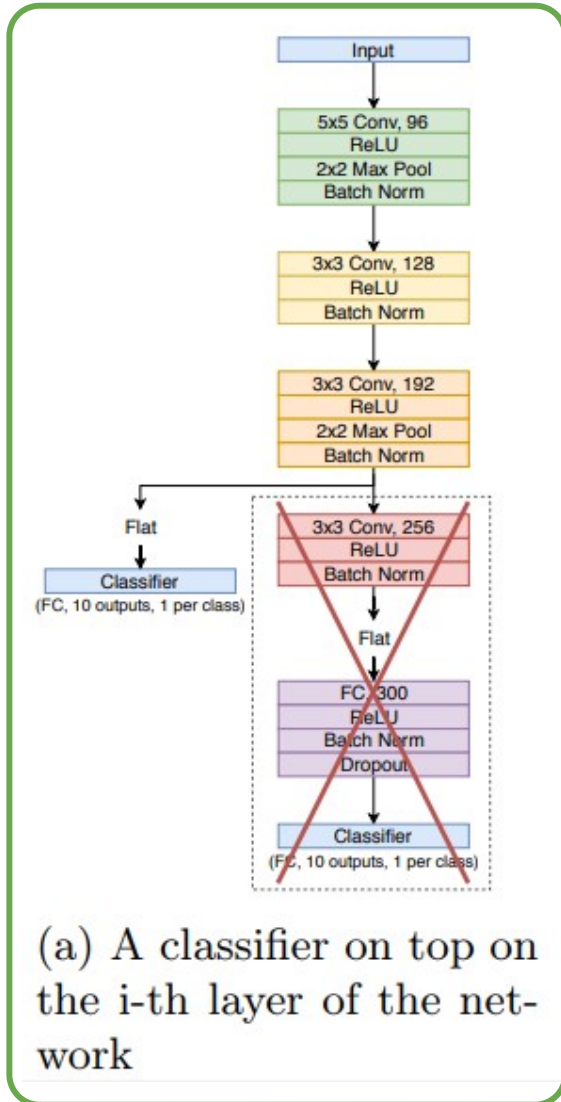 Input
5x5 Conv, 96
ReLU
2x2 Max Pool
Batch Norm
3x3 Conv, 128
ReLU
Batch Norm
3x3 Conv, 192
ReLU
2x2 Max Pool
Batch Norm
Flat
Classifier
(FC, 10 outputs, 1 per class)
3x3 Conv, 256
ReLU
Batch Norm
Flat
FC, 300
ReLU
Batch Norm
Dropout
Classifier
(FC, 10 outputs, 1 per class)
(a) A classifier on top on
the i-th layer of the net-
work